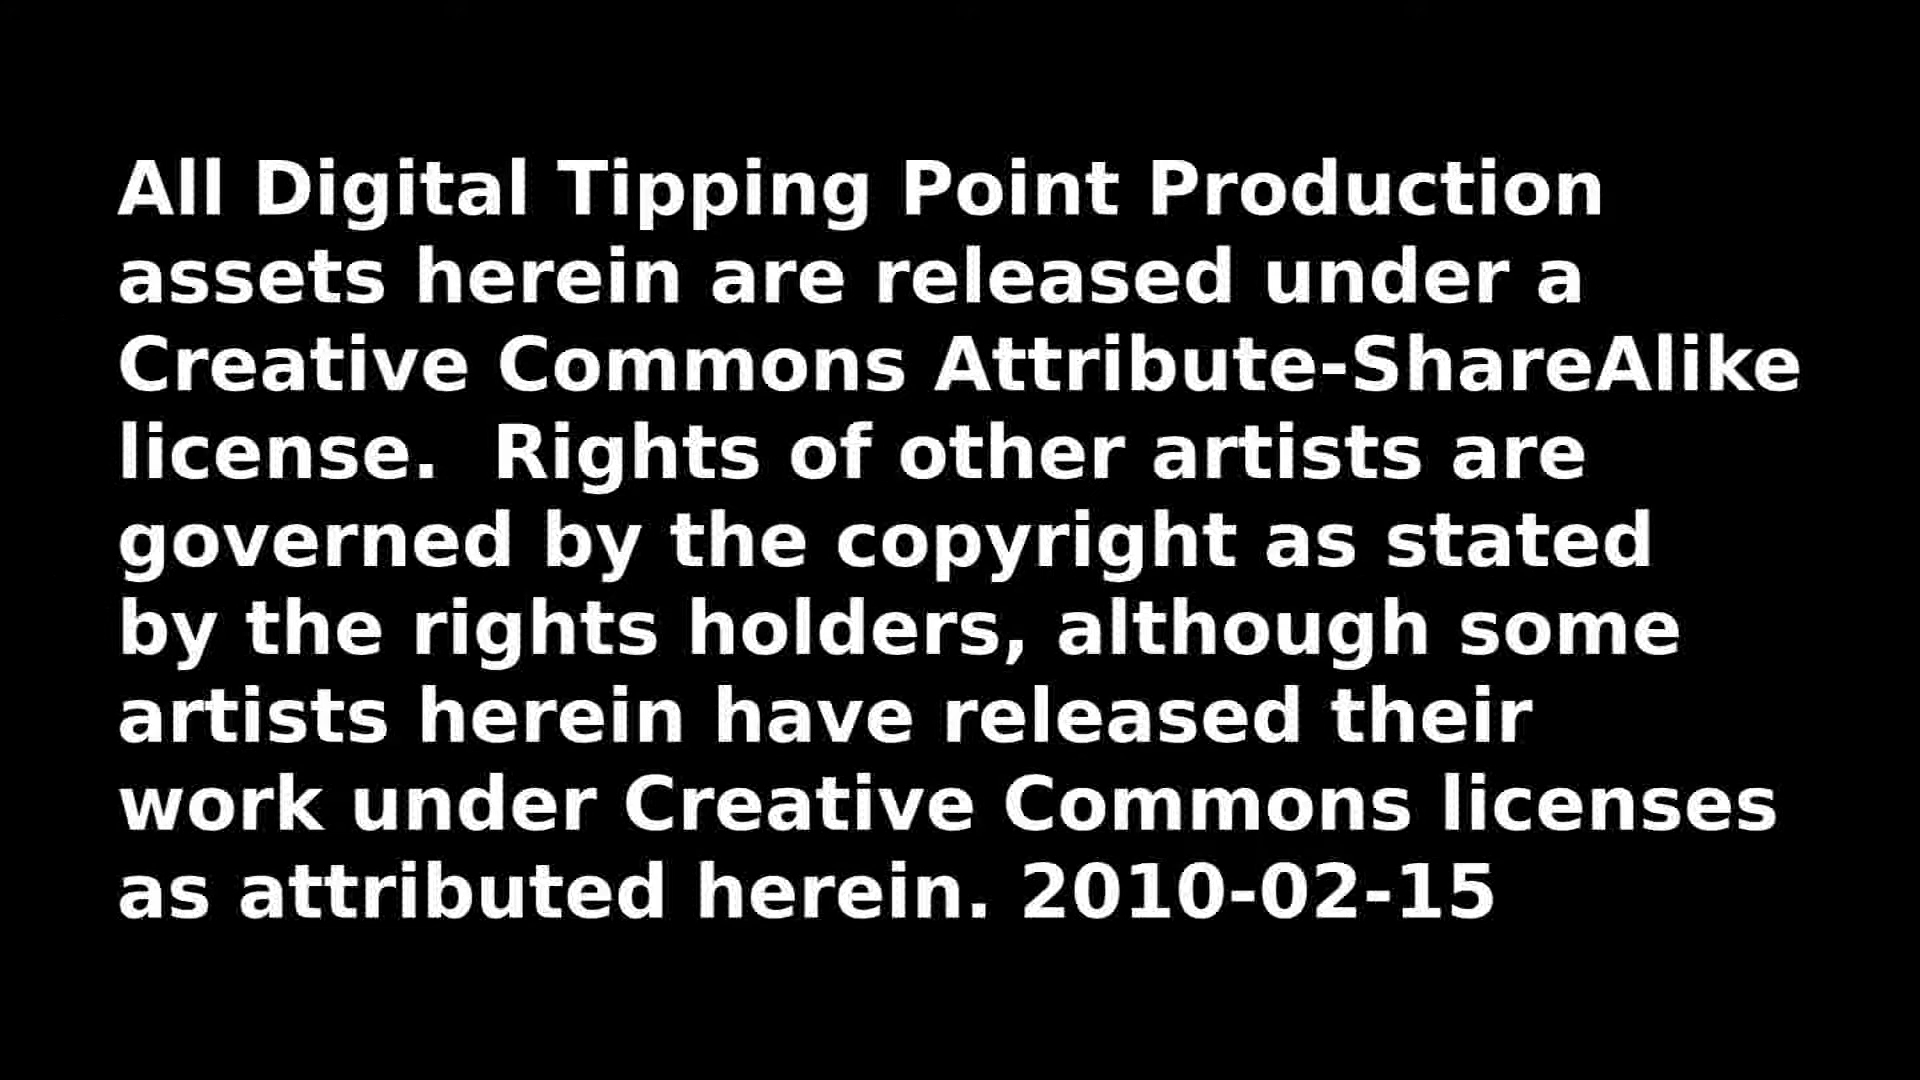 All Digital Tipping Point Production
assets herein are released under a
Creative Commons Attribute-ShareAlike
license.  Rights of other artists are
governed by the copyright as stated
by the rights holders, although some
artists herein have released their
work under Creative Commons licenses
as attributed herein. 2010-02-15